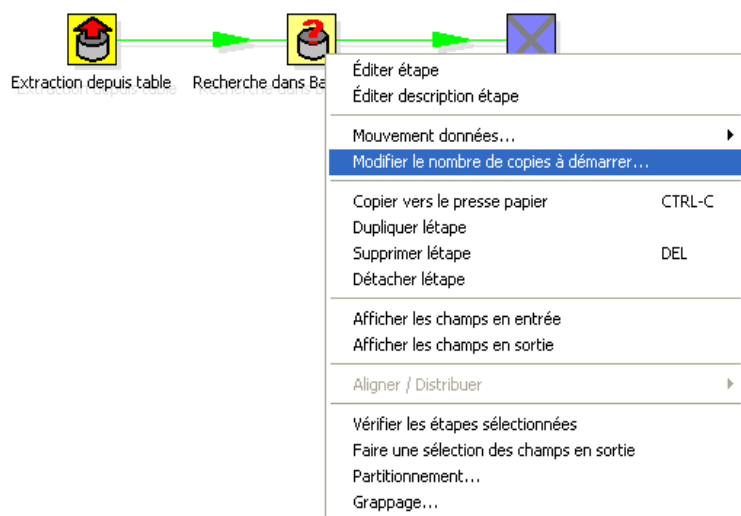 Extraction depuis table
Recherche dans Ba
Éditer étape
Éditer description étape
Mouvement données...
Modifier le nombre de copies à démarrer...
Copier vers le presse papier CTRL-C
Dupliquer létape
Supprimer létape DEL
Détacher létape
Afficher les champs en entrée
Afficher les champs en sortie
Aligner / Distribuer
Vérifier les étapes sélectionnées
Faire une sélection des champs en sortie
Partitionnement...
Grappage...